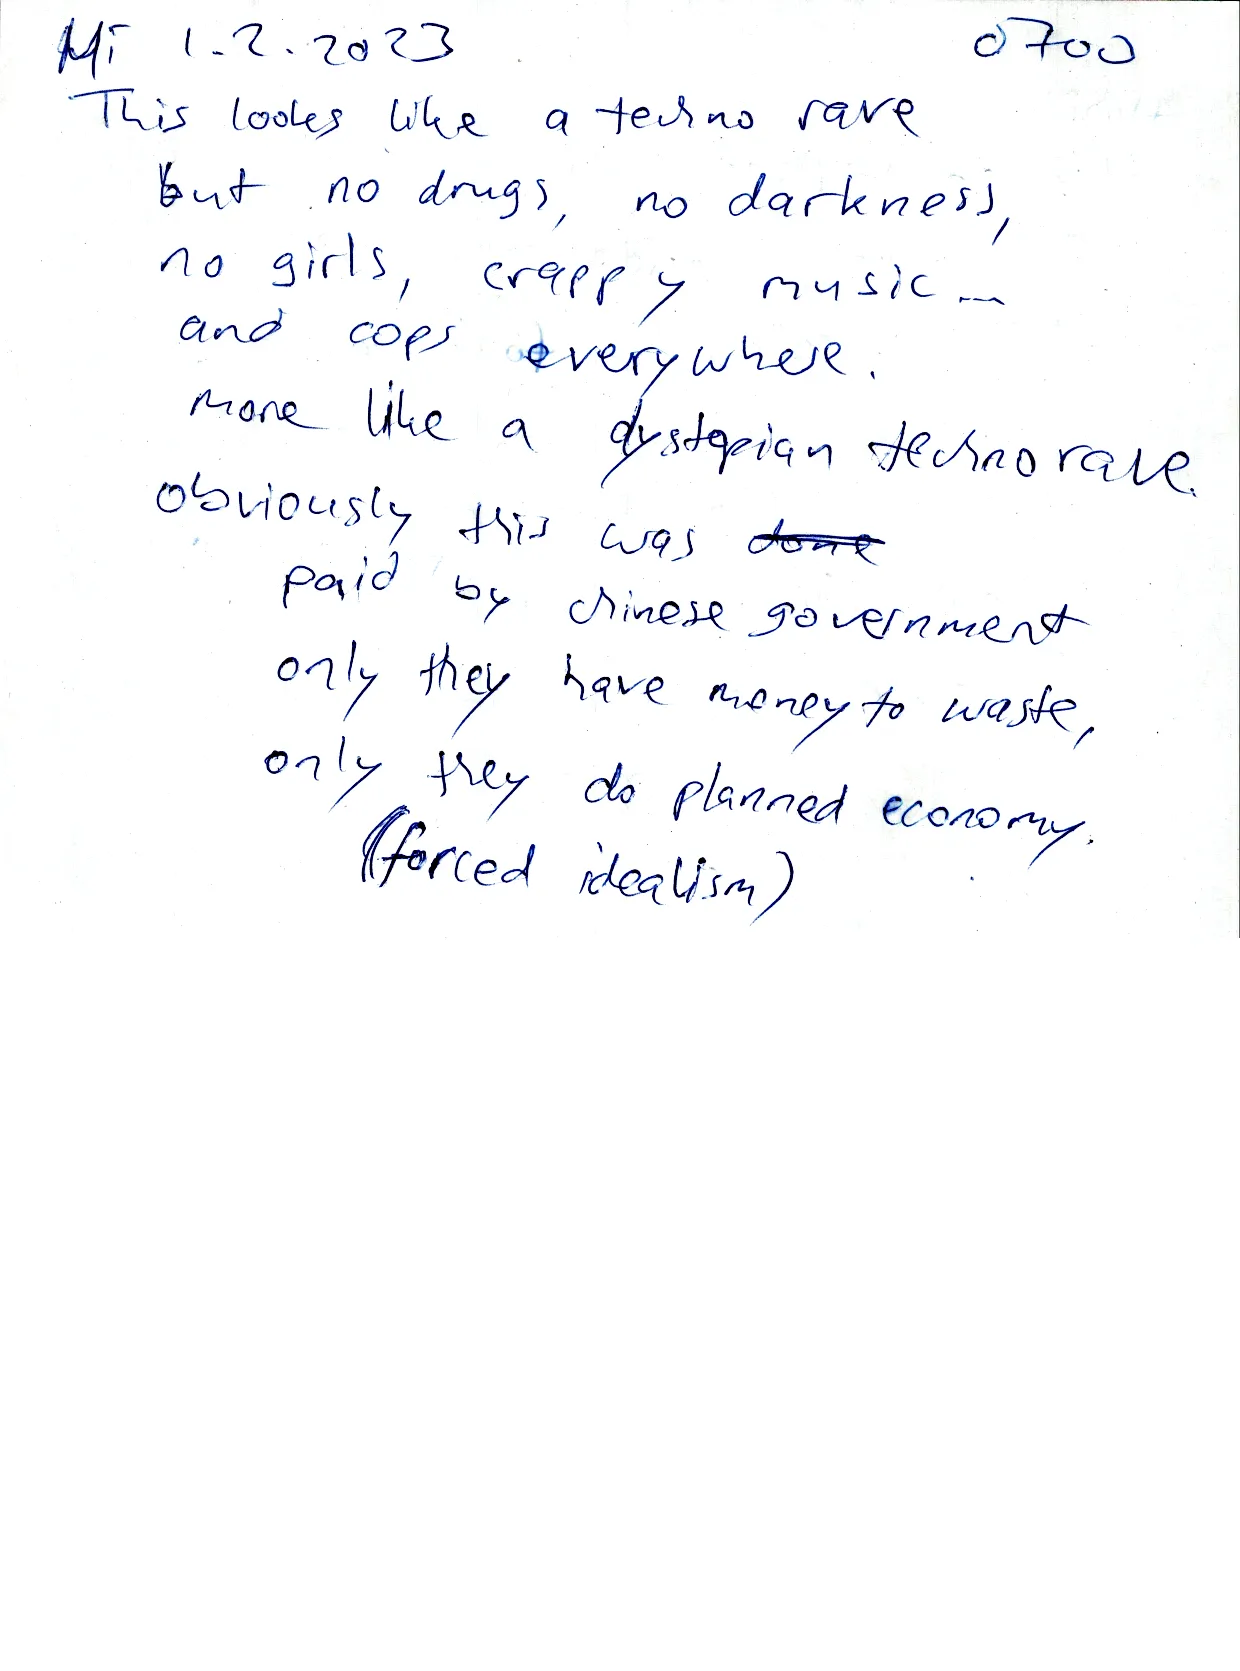 Mi 1.2.2023 0700
This looks like a techno rave
but no drugs, no darkness,
no girls, crappy music...
and cops everywhere.
more like a dystopian techno rave.
obviously this was ~~done~~
paid by chinese government
only they have money to waste,
only they do planned economy.
(forced idealism)